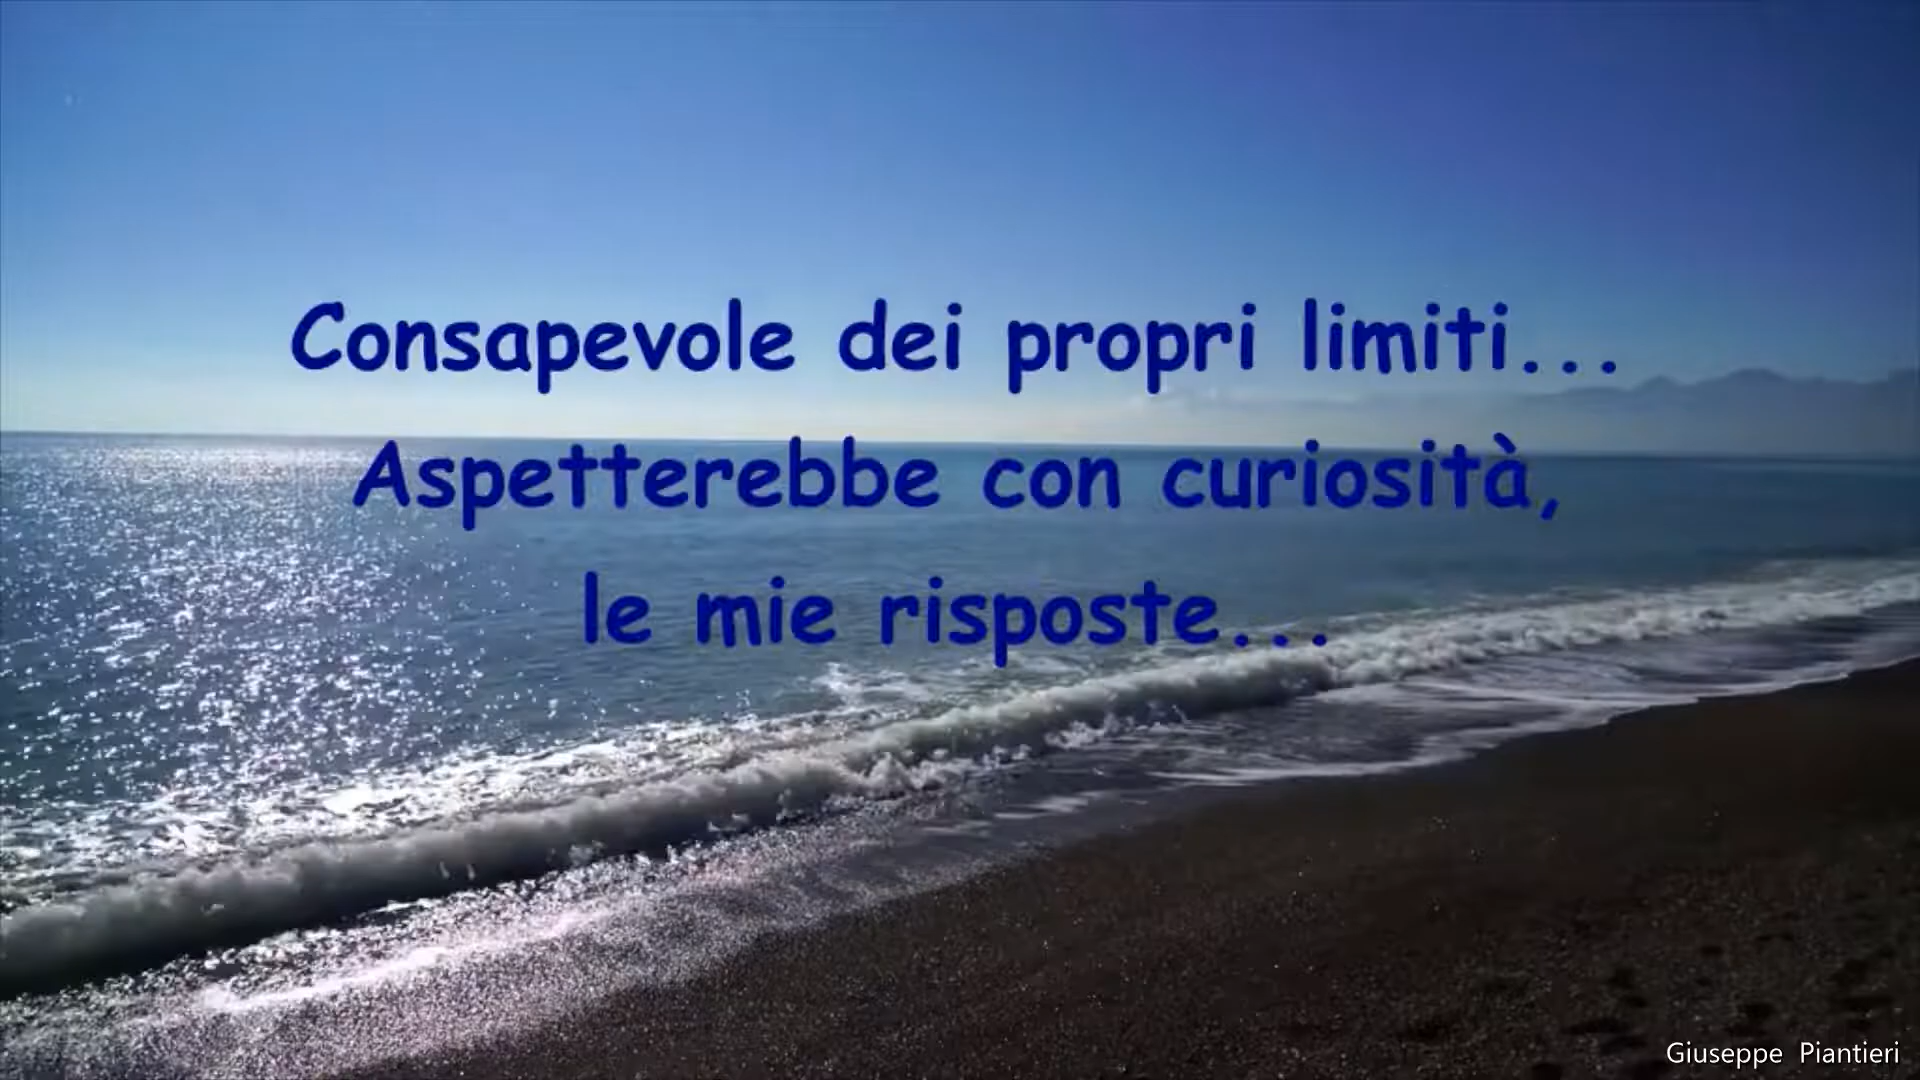 Consapevole dei propri limiti...
Aspetterebbe con curiosità,
le mie risposte...
Giuseppe Piantieri